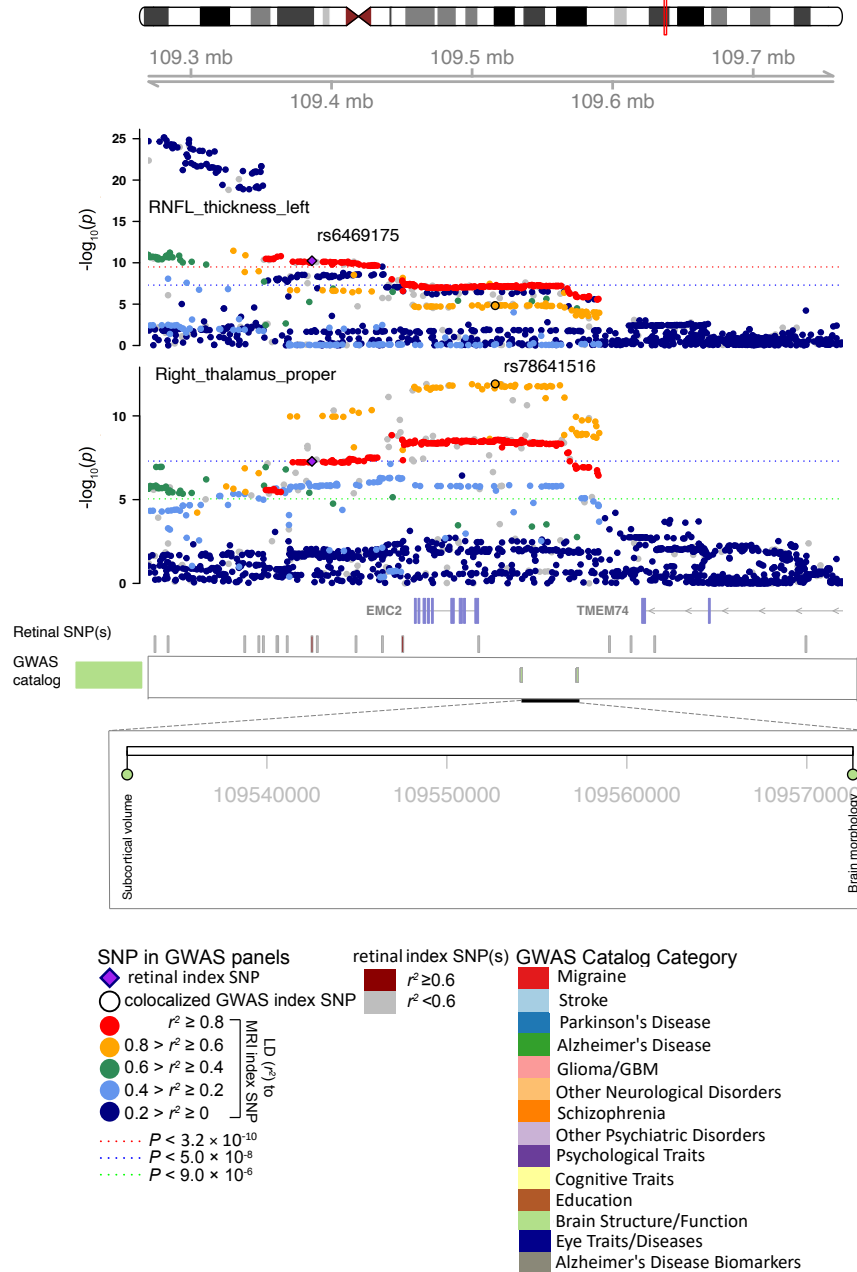 109.3 mb
109.5 mb
109.7 mb
109.4 mb
109.6 mb
25
20
15
10
5
0
-log10(p)
RNFL_thickness_left
rs6469175
rs78641516
Right_thalamus_proper
10
5
0
-log10(p)
EMC2
TMEM74
Retinal SNP(s)
GWAS
catalog
109540000
109550000
109560000
109570000
Subcortical volume
Brain morphology
SNP in GWAS panels
retinal index SNP
colocalized GWAS index SNP
r² ≥ 0.8
0.8 > r² ≥ 0.6
0.6 > r² ≥ 0.4
0.4 > r² ≥ 0.2
0.2 > r² ≥ 0
LD (r²) to
MRI index SNP
P < 3.2 × 10⁻¹⁰
P < 5.0 × 10⁻⁸
P < 9.0 × 10⁻⁶
retinal index SNP(s)
r² ≥0.6
r² <0.6
GWAS Catalog Category
Migraine
Stroke
Parkinson's Disease
Alzheimer's Disease
Glioma/GBM
Other Neurological Disorders
Schizophrenia
Other Psychiatric Disorders
Psychological Traits
Cognitive Traits
Education
Brain Structure/Function
Eye Traits/Diseases
Alzheimer's Disease Biomarkers